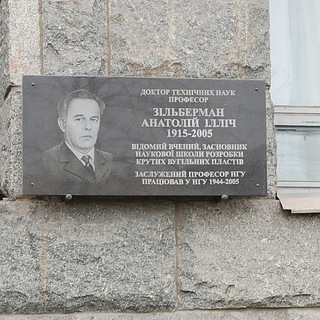 ДОКТОР ТЕХНІЧНИХ НАУК
ПРОФЕСОР
ЗІЛЬБЕРМАН
АНАТОЛІЙ ІЛЛІЧ
1915-2005
ВІДОМИЙ ВЧЕНИЙ, ЗАСНОВНИК
НАУКОВОЇ ШКОЛИ РОЗРОБКИ
КРУТИХ ВУГІЛЬНИХ ПЛАСТІВ
ЗАСЛУЖЕНИЙ ПРОФЕСОР НГУ
ПРАЦЮВАВ У НГУ 1944-2005